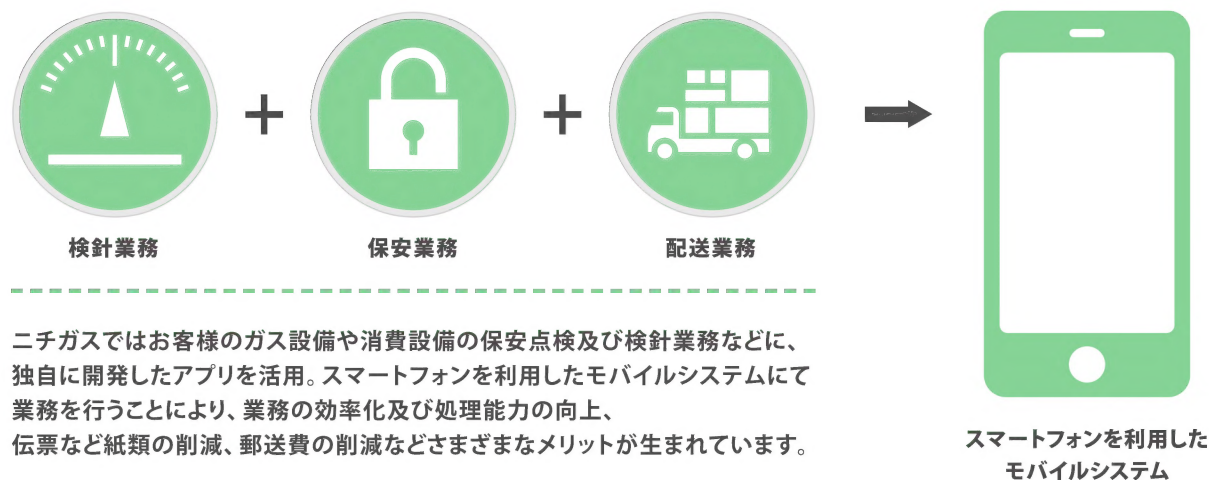 検針業務
保安業務
配送業務
ニチガスではお客様のガス設備や消費設備の保安点検及び検針業務などに、
独自に開発したアプリを活用。スマートフォンを利用したモバイルシステムにて
業務を行うことにより、業務の効率化及び処理能力の向上、
伝票など紙類の削減、郵送費の削減などさまざまなメリットが生まれています。
スマートフォンを利用した
モバイルシステム